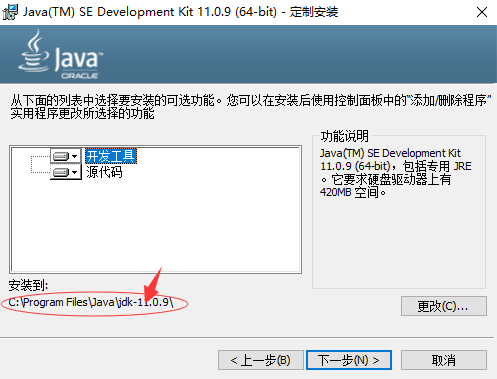 Java(TM) SE Development Kit 11.0.9 (64-bit) - 定制安装
Java
ORACLE
从下面的列表中选择要安装的可选功能。您可以在安装后使用控制面板中的“添加/删除程序”
实用程序更改所选择的功能
开发工具
源代码
功能说明
Java(TM) SE Development Kit
11.0.9 (64-bit)，包括专用 JRE
。它要求硬盘驱动器上有
420MB 空间。
安装到:
C:\Program Files\Java\jdk-11.0.9\
更改(C)...
< 上一步(B)
下一步(N) >
取消